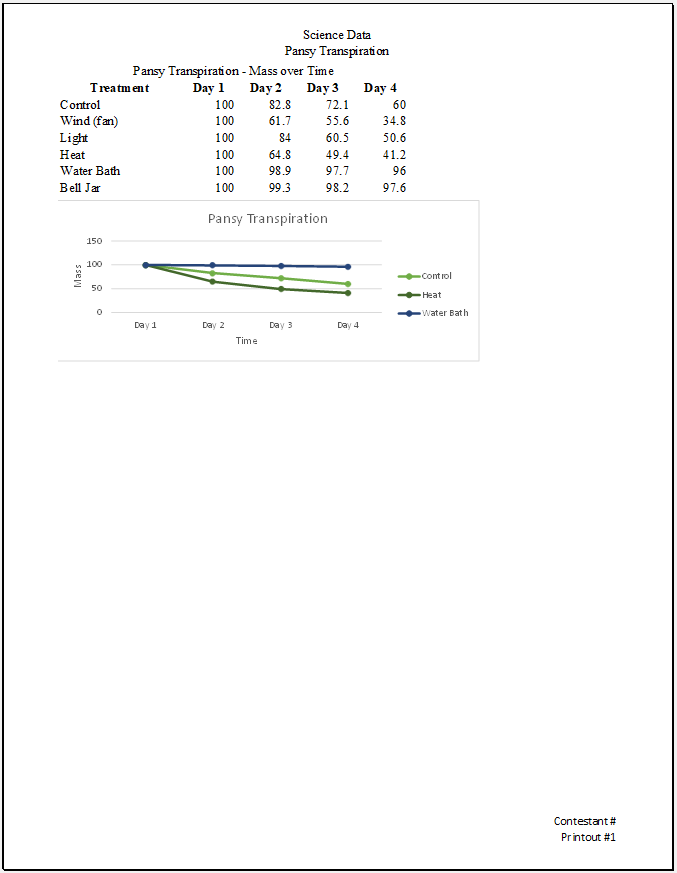 Science Data
Pansy Transpiration
Pansy Transpiration - Mass over Time
Treatment Day 1 Day 2 Day 3 Day 4
Control 100 82.8 72.1 60
Wind (fan) 100 61.7 55.6 34.8
Light 100 84 60.5 50.6
Heat 100 64.8 49.4 41.2
Water Bath 100 98.9 97.7 96
Bell Jar 100 99.3 98.2 97.6
Pansy Transpiration
150
100
50
0
Mass
Day 1 Day 2 Day 3 Day 4
Time
Control
Heat
Water Bath
Contestant #
Printout #1